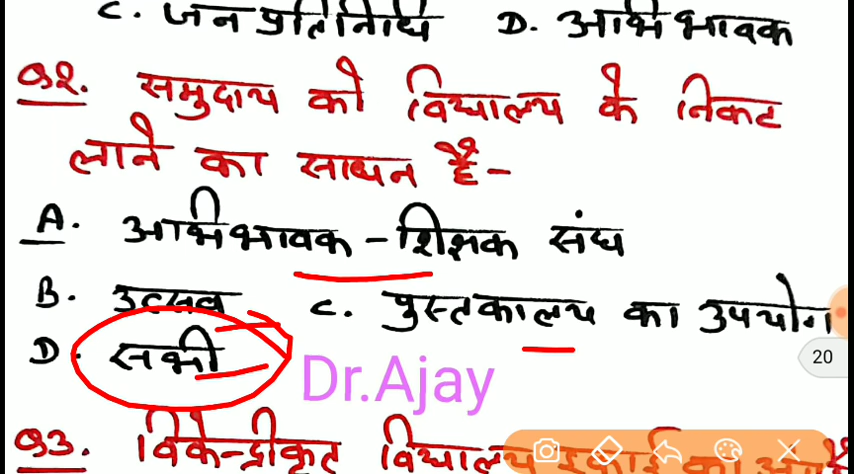 C. जन प्रतिनिधि D. अभिभावक
Q2. समुदाय को विद्यालय के निकट
लाने का साधन है-
A. अभिभावक - शिक्षक संघ
B. उत्सव C. पुस्तकालय का उपयोग
D. सभी
20
Dr.Ajay
Q3. विकेन्द्रीकृत विद्यालय